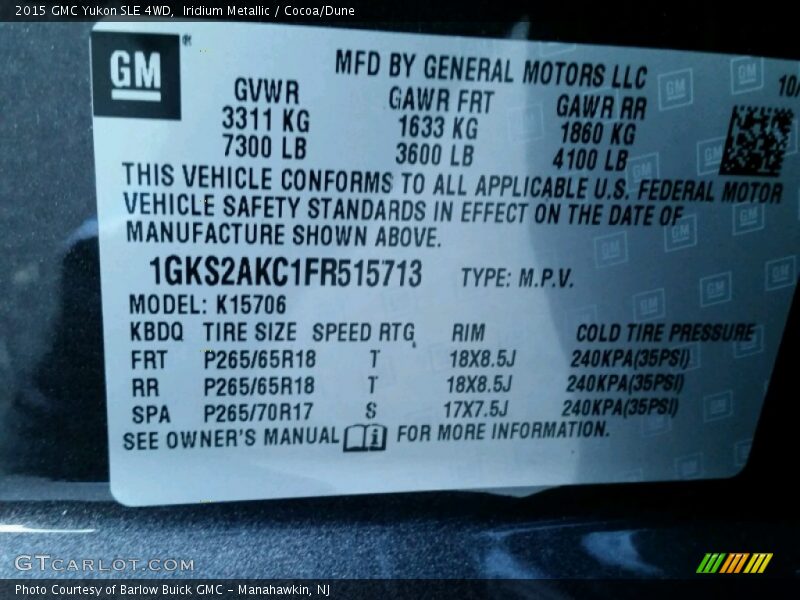 2015 GMC Yukon SLE 4WD, Iridium Metallic / Cocoa/Dune
GM®
MFD BY GENERAL MOTORS LLC
10/
GVWR GAWR FRT GAWR RR
3311 KG 1633 KG 1860 KG
7300 LB 3600 LB 4100 LB
THIS VEHICLE CONFORMS TO ALL APPLICABLE U.S. FEDERAL MOTOR
VEHICLE SAFETY STANDARDS IN EFFECT ON THE DATE OF
MANUFACTURE SHOWN ABOVE.
1GKS2AKC1FR515713 TYPE: M.P.V.
MODEL: K15706
KBDQ TIRE SIZE SPEED RTG RIM COLD TIRE PRESSURE
FRT P265/65R18 T 18X8.5J 240KPA(35PSI)
RR P265/65R18 T 18X8.5J 240KPA(35PSI)
SPA P265/70R17 S 17X7.5J 240KPA(35PSI)
SEE OWNER'S MANUAL FOR MORE INFORMATION.
GTCARLOT.COM
Photo Courtesy of Barlow Buick GMC - Manahawkin, NJ